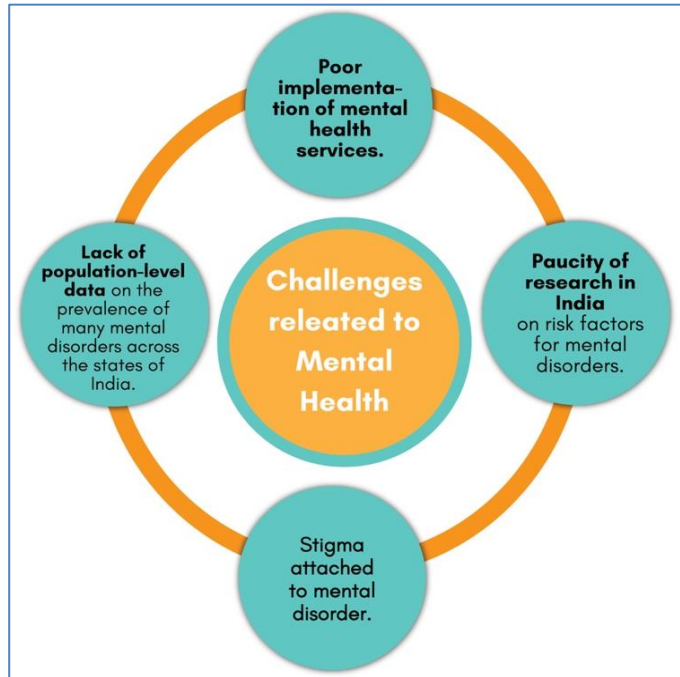 Poor
implementa-
tion of mental
health
services.
Lack of
population-level
data on the
prevalence of
many mental
disorders across
the states of
India.
Challenges
releated to
Mental
Health
Paucity of
research in
India
on risk factors
for mental
disorders.
Stigma
attached
to mental
disorder.